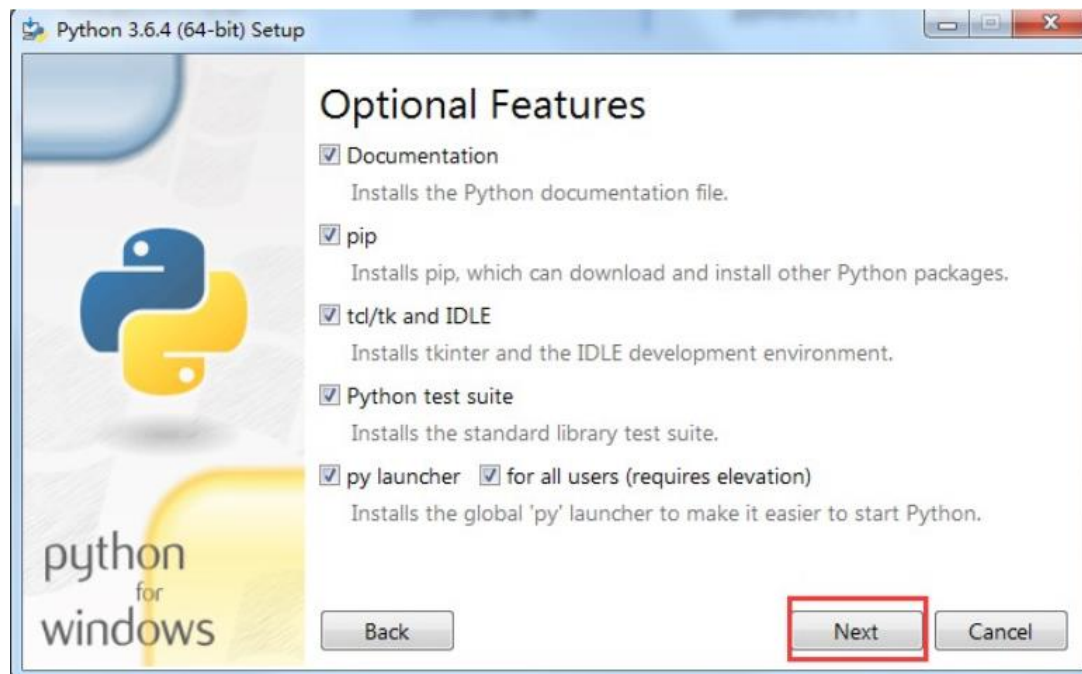 Python 3.6.4 (64-bit) Setup
Optional Features
Documentation
Installs the Python documentation file.
pip
Installs pip, which can download and install other Python packages.
tcl/tk and IDLE
Installs tkinter and the IDLE development environment.
Python test suite
Installs the standard library test suite.
py launcher for all users (requires elevation)
Installs the global 'py' launcher to make it easier to start Python.
python
for
windows
Back Next Cancel